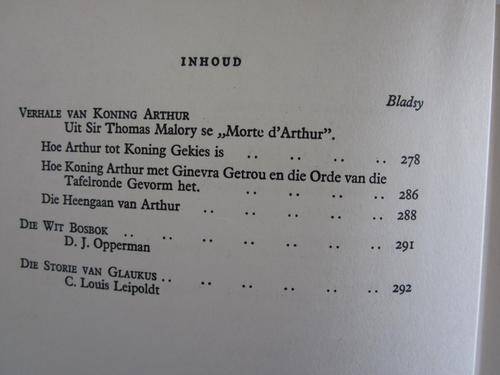 INHOUD
Bladsy
VERHALE VAN KONING ARTHUR
Uit Sir Thomas Malory se „Morte d'Arthur”.
Hoe Arthur tot Koning Gekies is .. .. .. .. 278
Hoe Koning Arthur met Ginevra Getrou en die Orde van die
Tafelronde Gevorm het. .. .. .. .. 286
Die Heengaan van Arthur .. .. .. .. .. 288
DIE WIT BOSBOK .. .. .. .. .. .. 291
D. J. Opperman
DIE STORIE VAN GLAUKUS .. .. .. .. .. .. 292
C. Louis Leipoldt